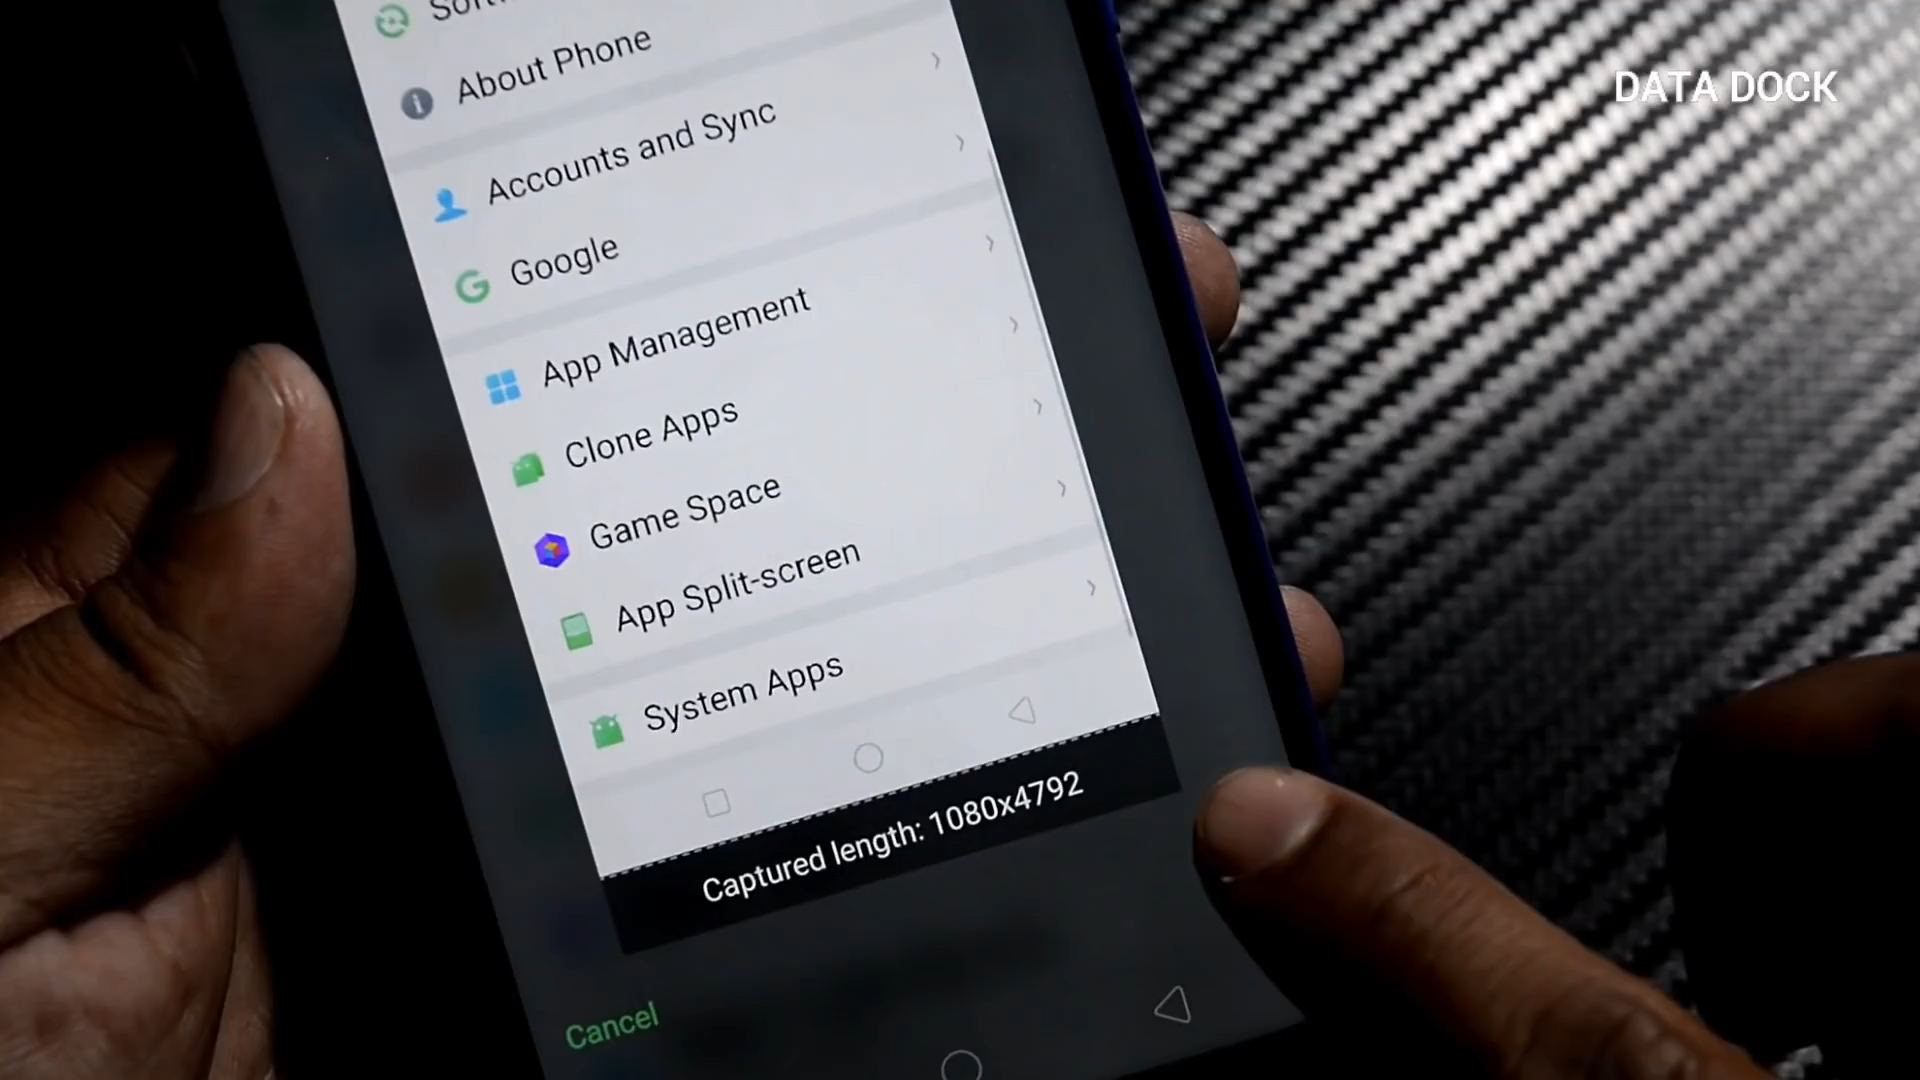 DATA DOCK
About Phone
Accounts and Sync
Google
App Management
Clone Apps
Game Space
App Split-screen
System Apps
Captured length: 1080x4792
Cancel